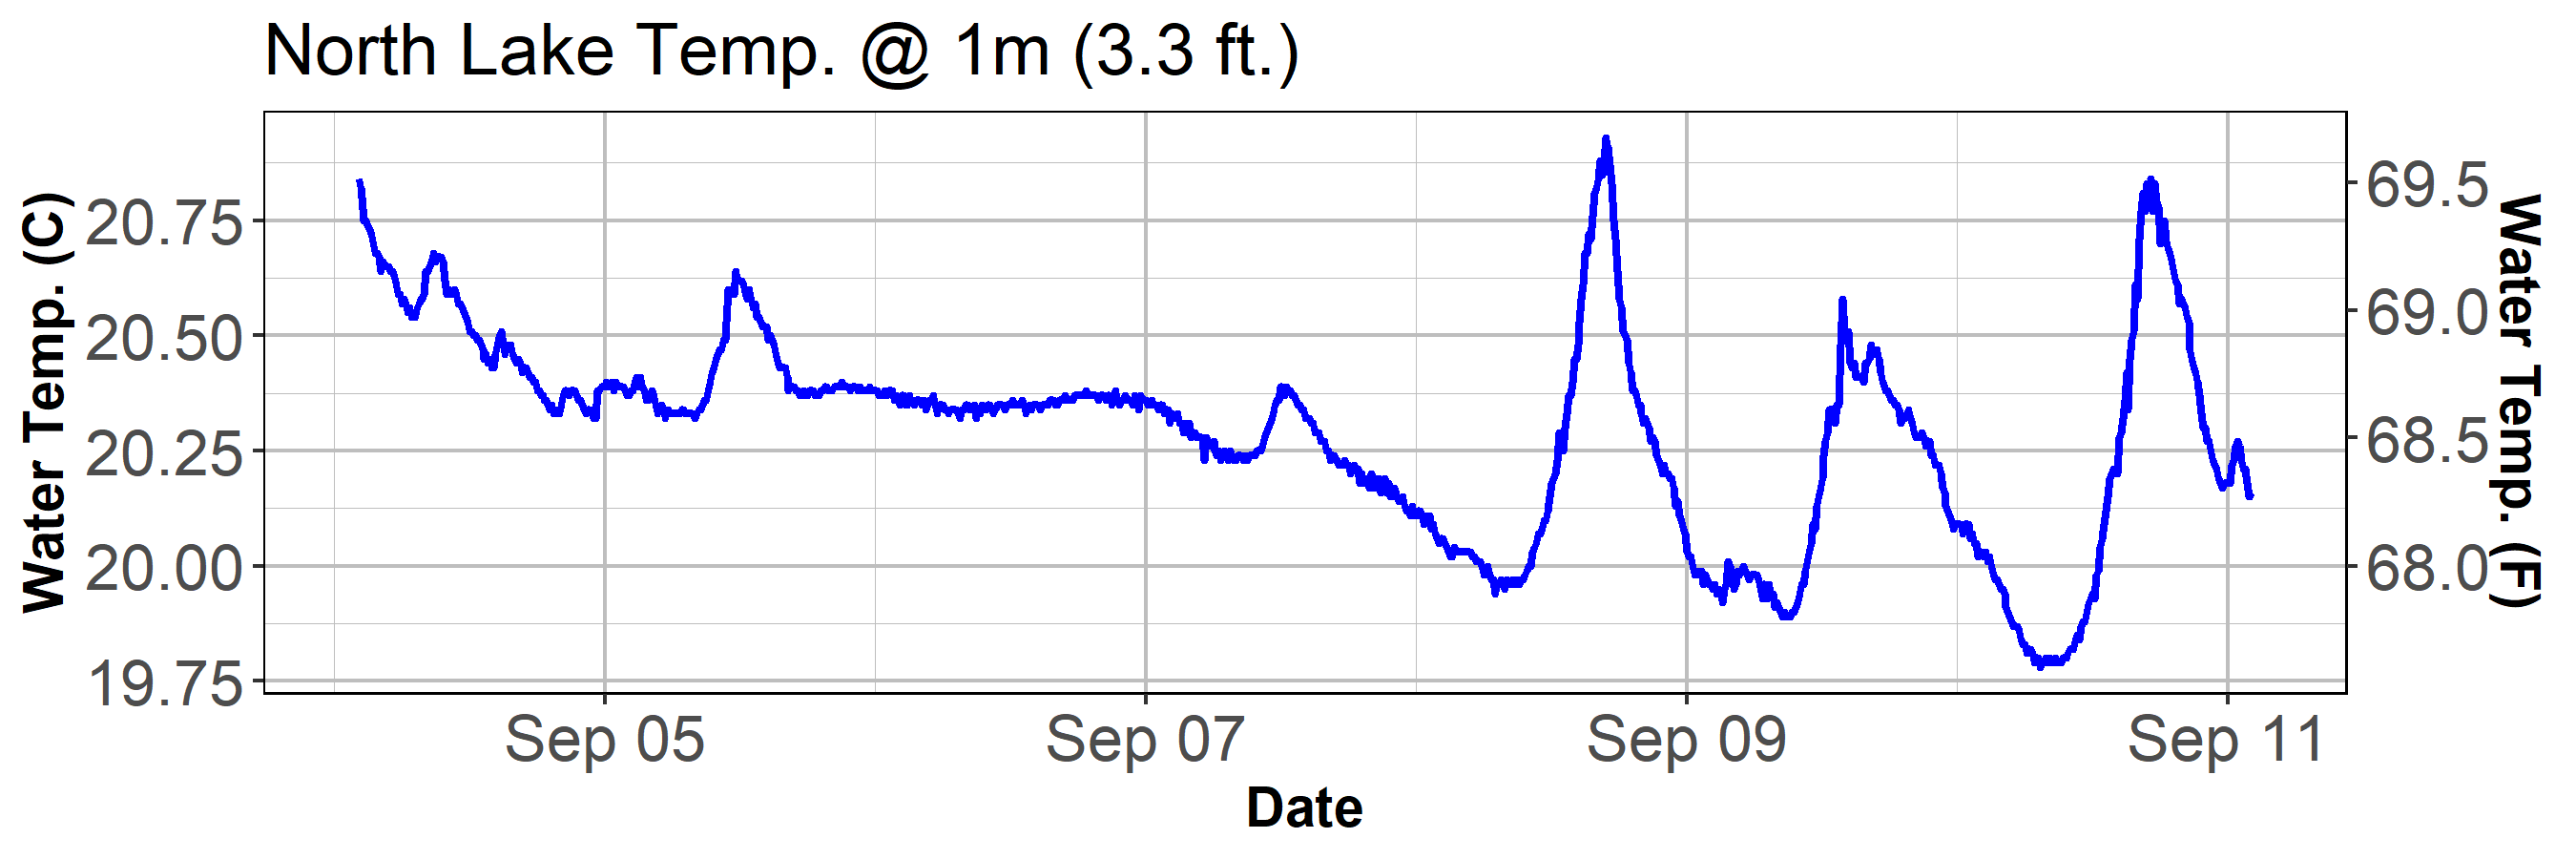 North Lake Temp. @ 1m (3.3 ft.)
Water Temp. (C)
20.75
20.50
20.25
20.00
19.75
69.5
69.0
68.5
68.0
Water Temp. (F)
Sep 05
Sep 07
Sep 09
Sep 11
Date